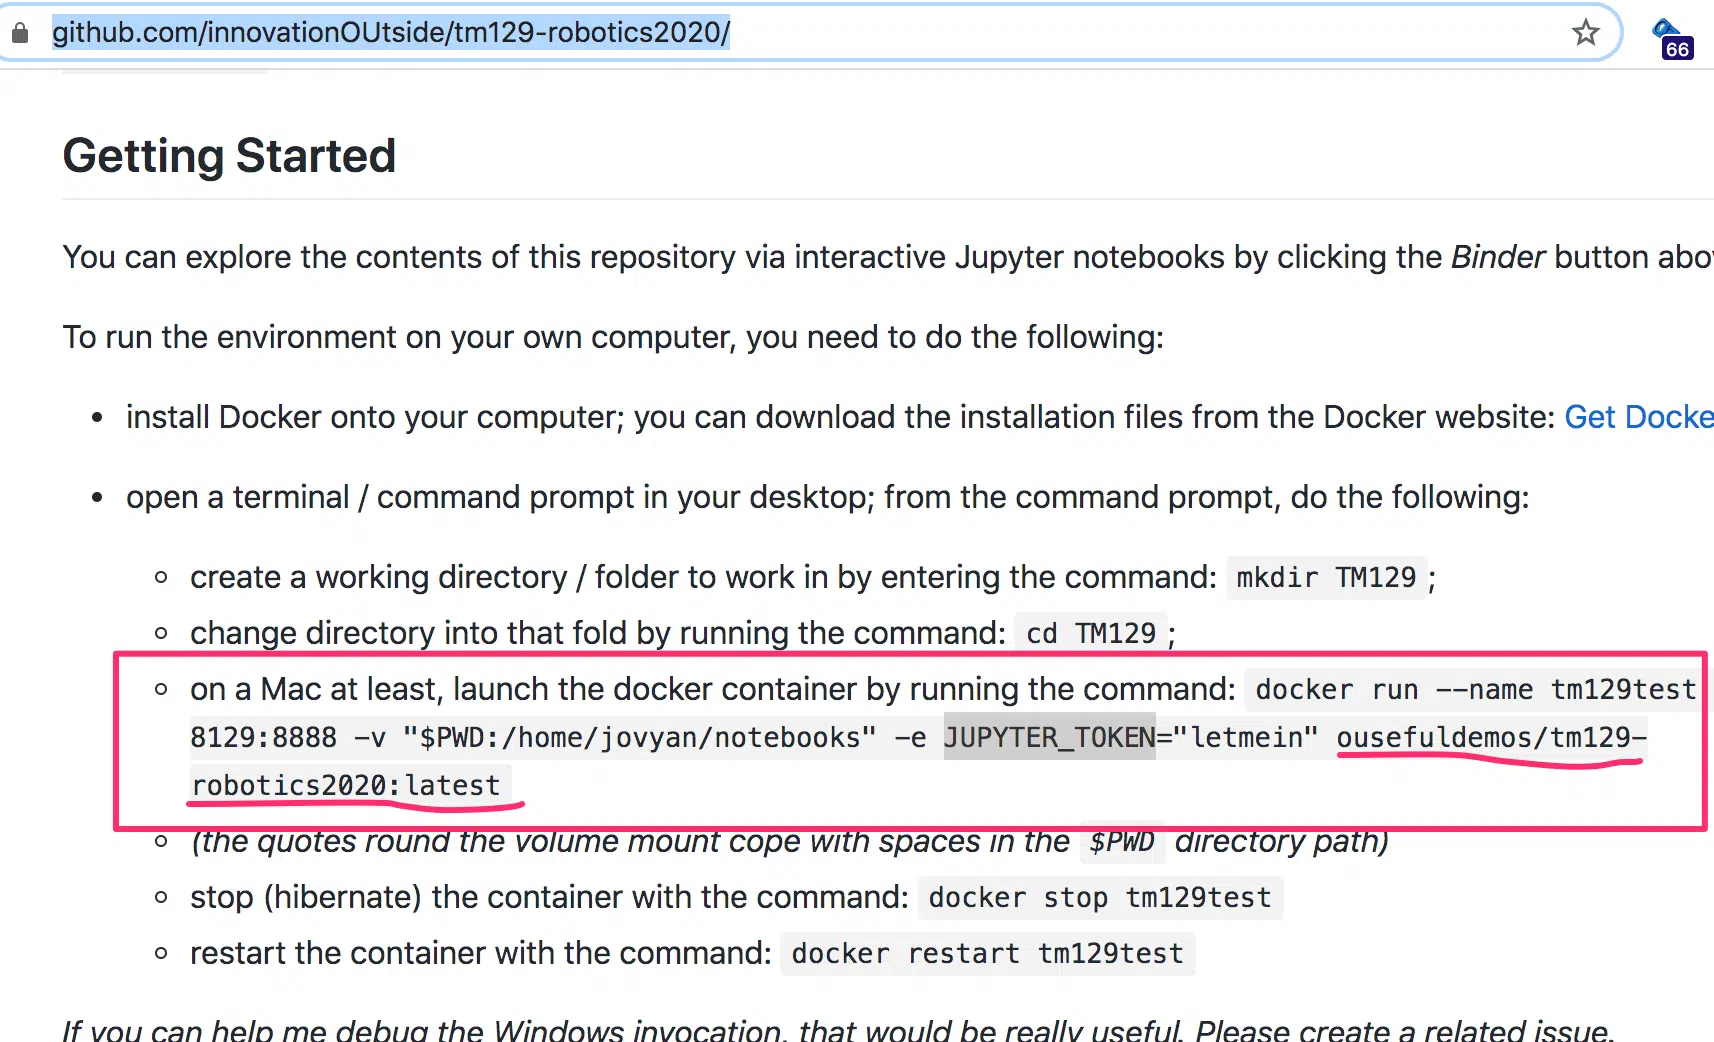 github.com/innovationOUtside/tm129-robotics2020/
66
Getting Started
You can explore the contents of this repository via interactive Jupyter notebooks by clicking the Binder button abov
To run the environment on your own computer, you need to do the following:
• install Docker onto your computer; you can download the installation files from the Docker website: Get Docke
• open a terminal / command prompt in your desktop; from the command prompt, do the following:
○ create a working directory / folder to work in by entering the command: mkdir TM129 ;
○ change directory into that fold by running the command: cd TM129 ;
○ on a Mac at least, launch the docker container by running the command: docker run --name tm129test
8129:8888 -v "$PWD:/home/jovyan/notebooks" -e JUPYTER_TOKEN="letmein" ousefuldemos/tm129-
robotics2020:latest
○ (the quotes round the volume mount cope with spaces in the $PWD directory path)
○ stop (hibernate) the container with the command: docker stop tm129test
○ restart the container with the command: docker restart tm129test
If you can help me debug the Windows invocation, that would be really useful. Please create a related issue.